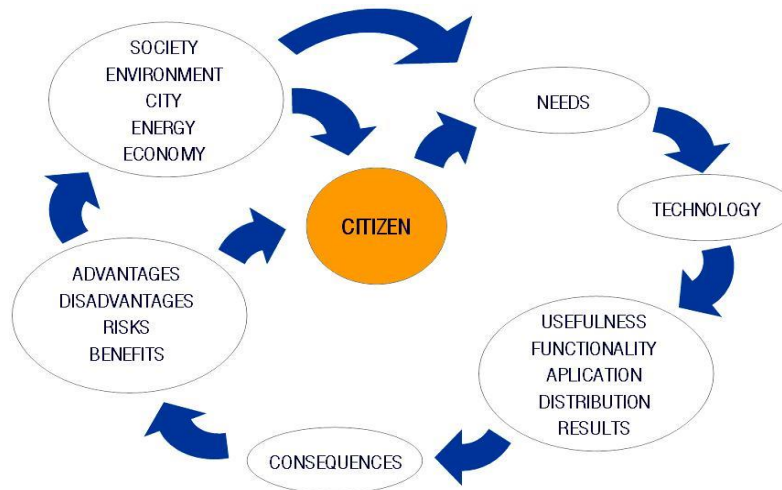 SOCIETY
ENVIRONMENT
CITY
ENERGY
ECONOMY
NEEDS
CITIZEN
TECHNOLOGY
ADVANTAGES
DISADVANTAGES
RISKS
BENEFITS
USEFULNESS
FUNCTIONALITY
APLICATION
DISTRIBUTION
RESULTS
CONSEQUENCES